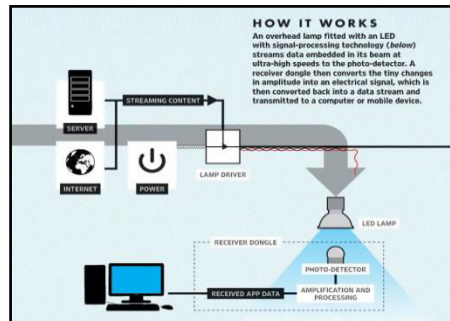 HOW IT WORKS
An overhead lamp fitted with an LED
with signal-processing technology (below)
streams data embedded in its beam at
ultra-high speeds to the photo-detector. A
receiver dongle then converts the tiny changes
in amplitude into an electrical signal, which is
then converted back into a data stream and
transmitted to a computer or mobile device.
STREAMING CONTENT
SERVER
INTERNET
POWER
LAMP DRIVER
LED LAMP
RECEIVER DONGLE
PHOTO-DETECTOR
RECEIVED APP DATA
AMPLIFICATION AND
PROCESSING